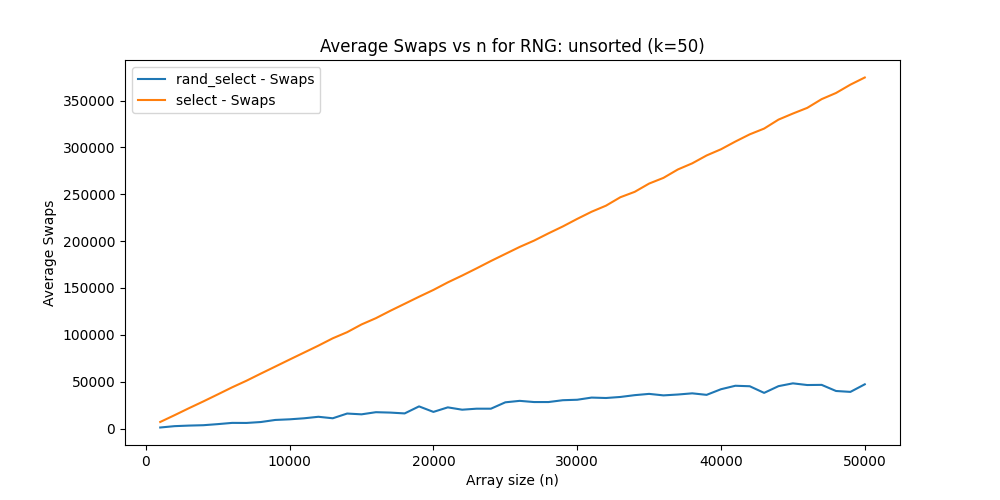 Average Swaps vs n for RNG: unsorted (k=50)
rand_select - Swaps
select - Swaps
350000
300000
250000
200000
150000
100000
50000
0
Average Swaps
0 10000 20000 30000 40000 50000
Array size (n)